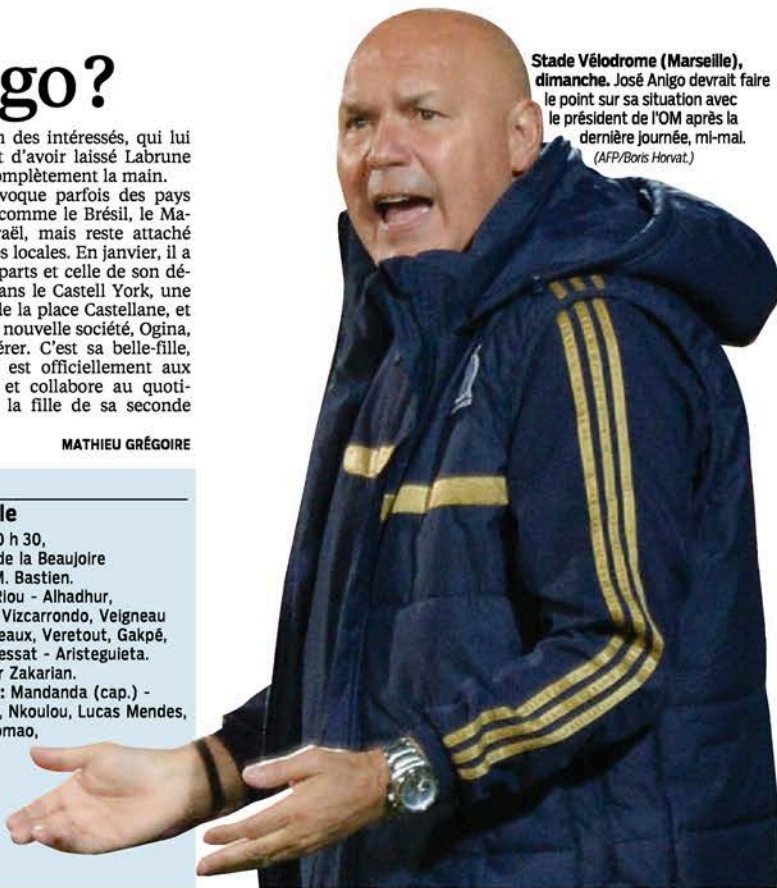 go?
n des intéressés, qui lui
t d'avoir laissé Labrune
omplètement la main.
voque parfois des pays
comme le Brésil, le Ma-
raël, mais reste attaché
es locales. En janvier, il a
parts et celle de son dé-
ans le Castell York, une
de la place Castellane, et
nouvelle société, Ogina,
érer. C'est sa belle-fille,
est officiellement aux
et collabore au quoti-
la fille de sa seconde
MATHIEU GRÉGOIRE
le
0 h 30,
de la Beaujoire
M. Bastien.
Riou - Alhadhur,
Vizcarrondo, Veigneau
eaux, Veretout, Gakpé,
essat - Aristeguieta.
r Zakarian.
: Mandanda (cap.) -
, Nkoulou, Lucas Mendes,
omao,
Stade Vélodrome (Marseille),
dimanche. José Anigo devrait faire
le point sur sa situation avec
le président de l'OM après la
dernière journée, mi-mai.
(AFP/Boris Horvat.)